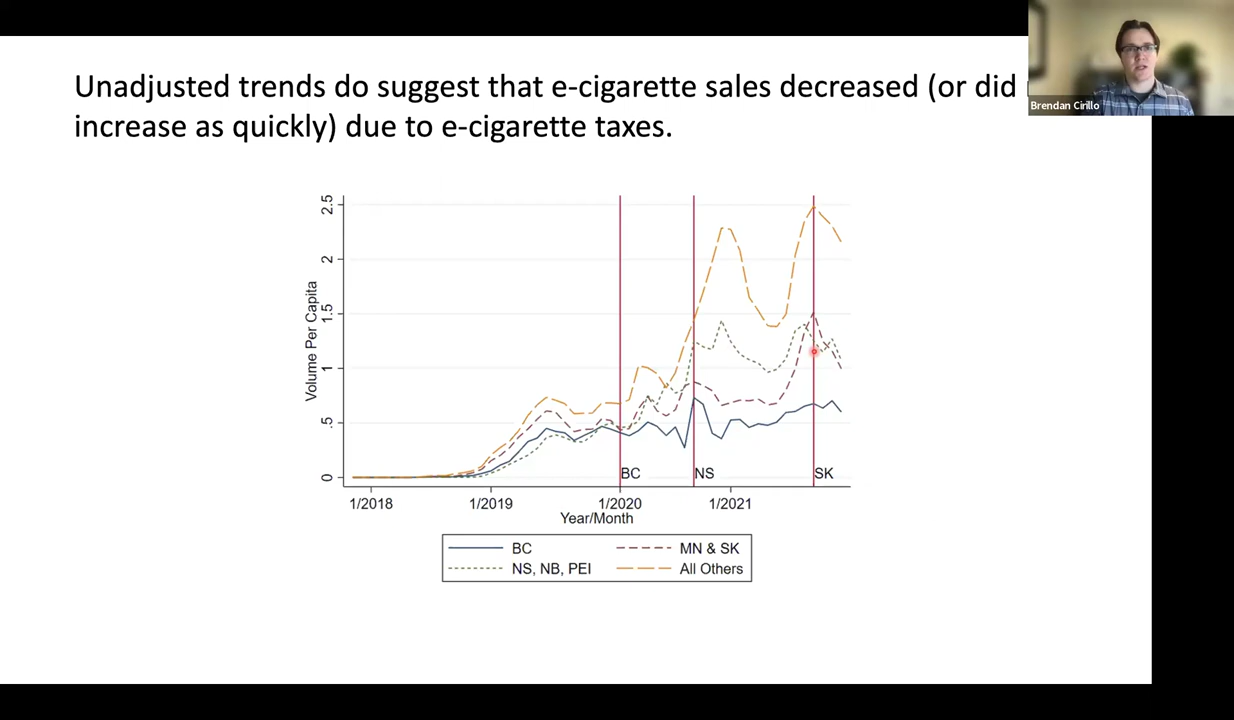 Unadjusted trends do suggest that e-cigarette sales decreased (or did
increase as quickly) due to e-cigarette taxes.
Brendan Cirillo
Volume Per Capita
2.5
2
1.5
1
.5
0
BC
NS
SK
1/2018
1/2019
1/2020
1/2021
Year/Month
BC
MN & SK
NS, NB, PEI
All Others